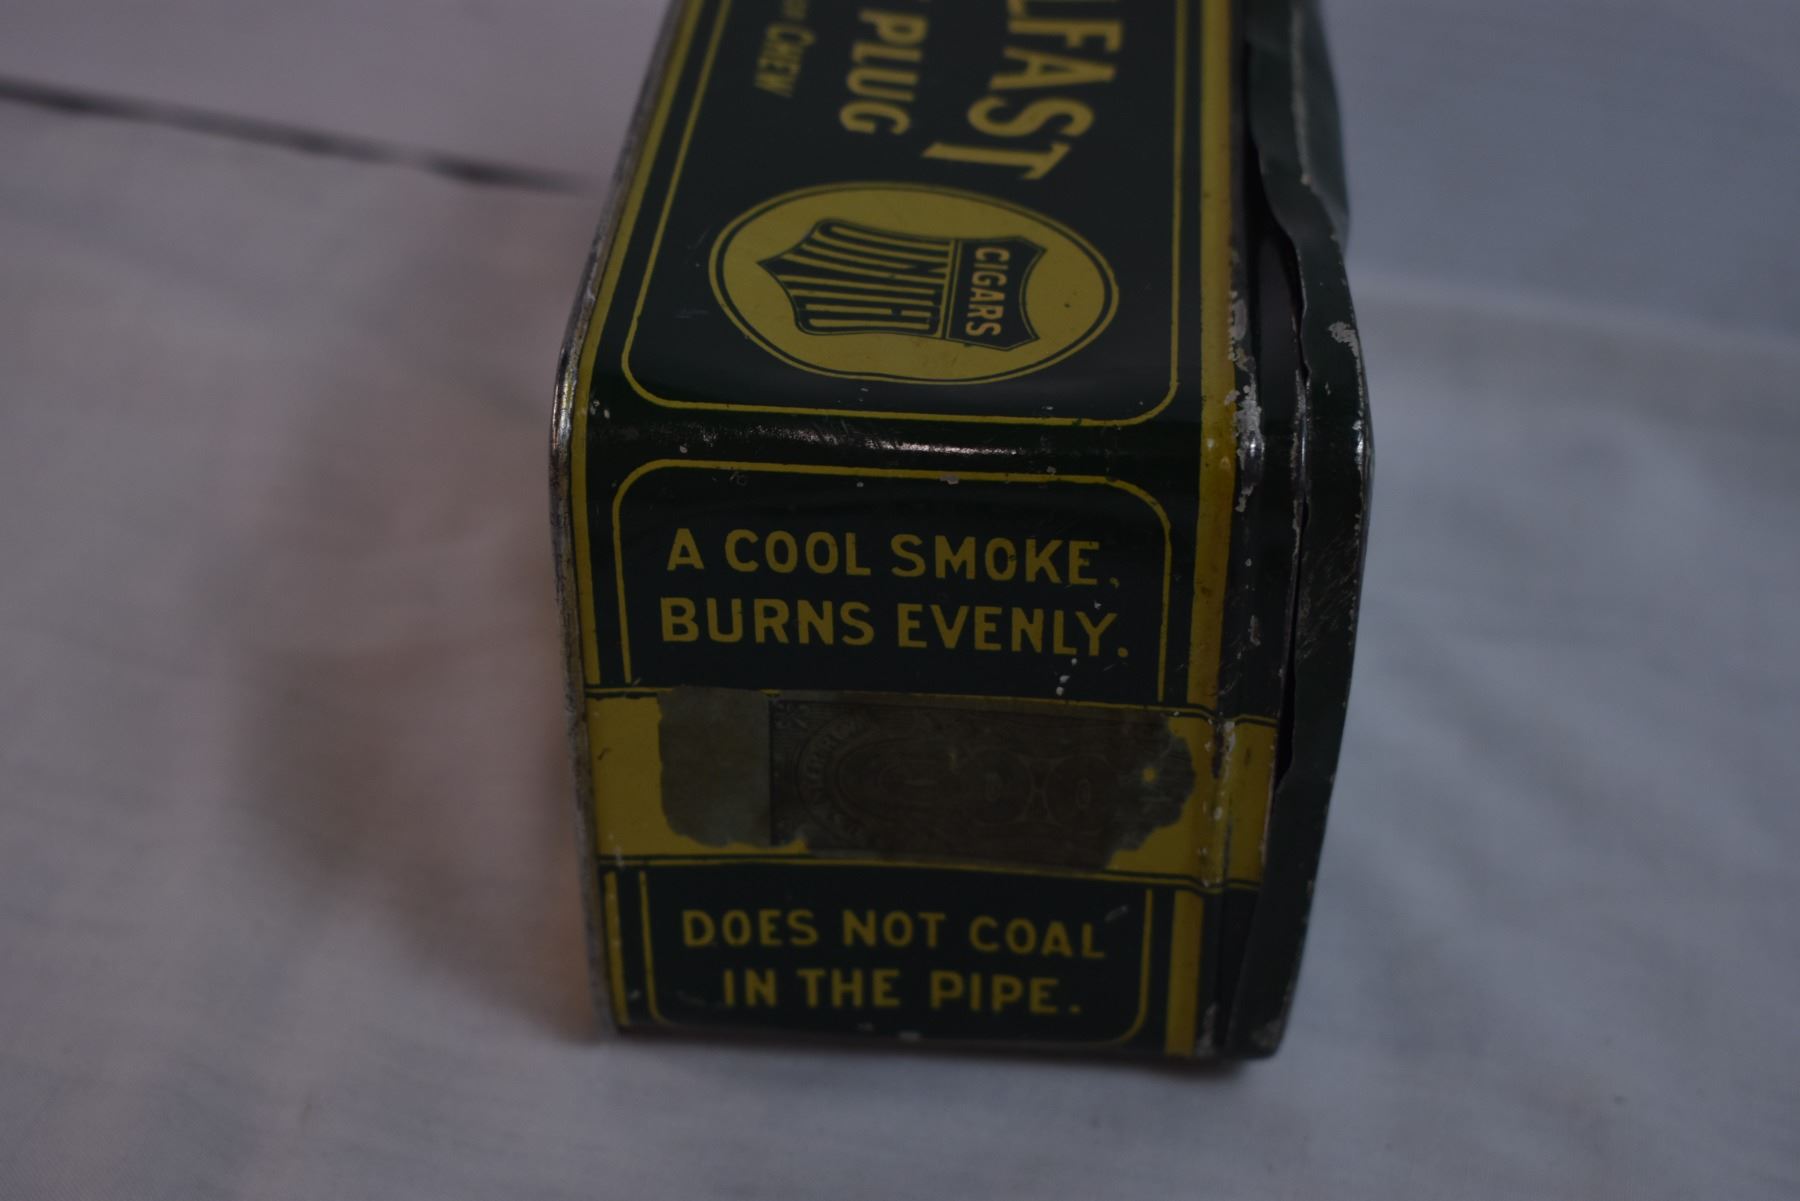 LFAST
PLUG
CHEW
CIGARS
UNITED
A COOL SMOKE,
BURNS EVENLY.
DOES NOT COAL
IN THE PIPE.